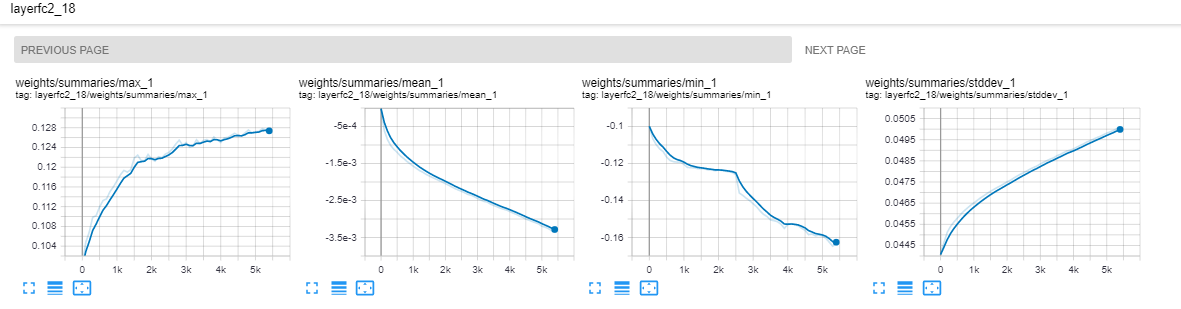 layerfc2_18
PREVIOUS PAGE
NEXT PAGE
weights/summaries/max_1
tag: layerfc2_18/weights/summaries/max_1
0.128
0.124
0.12
0.116
0.112
0.108
0.104
0 1k 2k 3k 4k 5k
weights/summaries/mean_1
tag: layerfc2_18/weights/summaries/mean_1
-5e-4
-1.5e-3
-2.5e-3
-3.5e-3
0 1k 2k 3k 4k 5k
weights/summaries/min_1
tag: layerfc2_18/weights/summaries/min_1
-0.1
-0.12
-0.14
-0.16
0 1k 2k 3k 4k 5k
weights/summaries/stddev_1
tag: layerfc2_18/weights/summaries/stddev_1
0.0505
0.0495
0.0485
0.0475
0.0465
0.0455
0.0445
0 1k 2k 3k 4k 5k